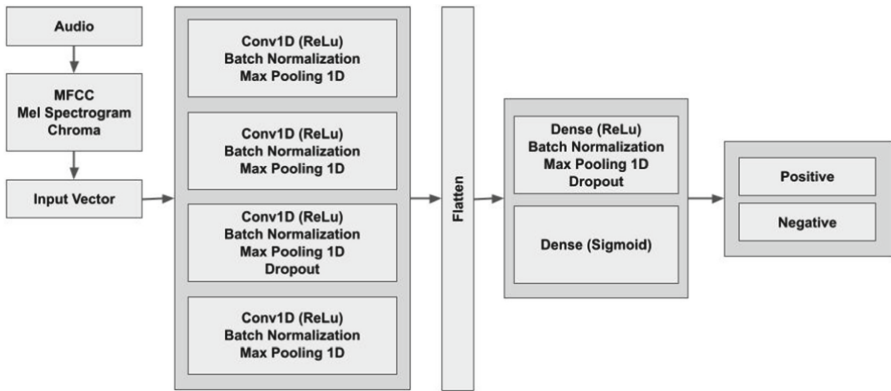 Audio
MFCC
Mel Spectrogram
Chroma
Input Vector
Conv1D (ReLu)
Batch Normalization
Max Pooling 1D
Conv1D (ReLu)
Batch Normalization
Max Pooling 1D
Conv1D (ReLu)
Batch Normalization
Max Pooling 1D
Dropout
Conv1D (ReLu)
Batch Normalization
Max Pooling 1D
Flatten
Dense (ReLu)
Batch Normalization
Max Pooling 1D
Dropout
Dense (Sigmoid)
Positive
Negative